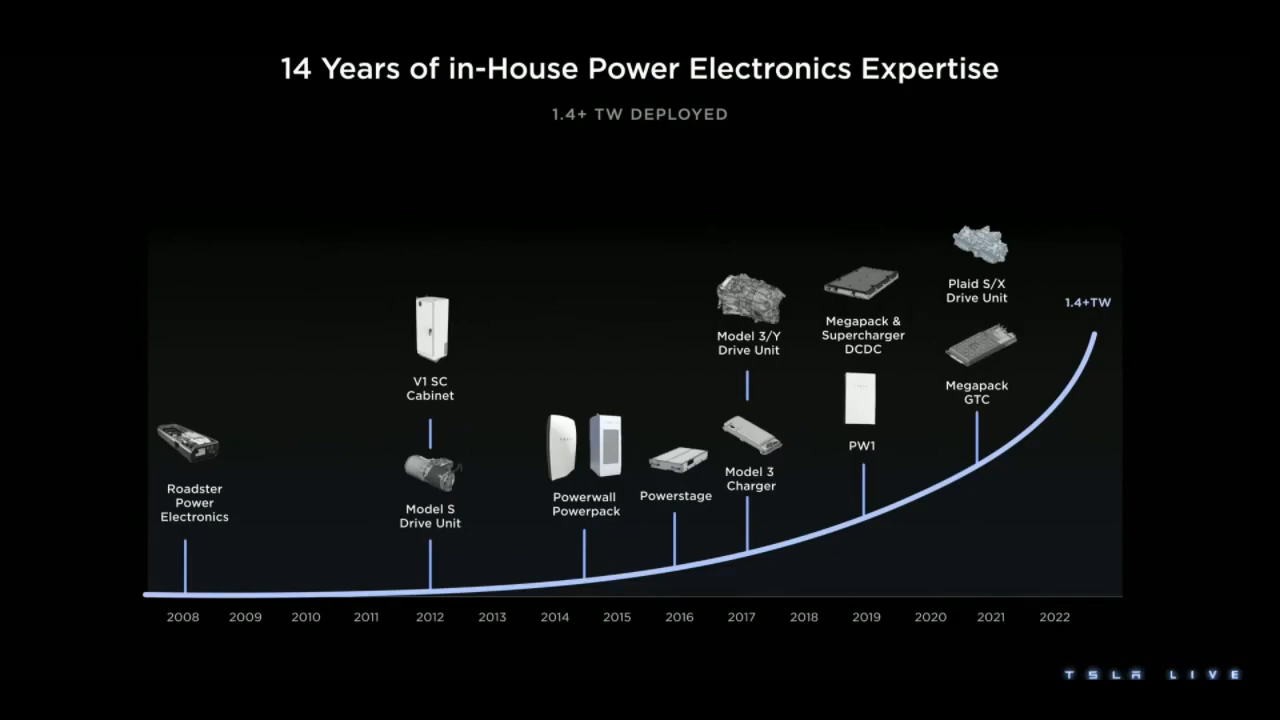 14 Years of in-House Power Electronics Expertise
1.4+ TW DEPLOYED
Plaid S/X
Drive Unit
1.4+TW
Model 3/Y
Drive Unit
Megapack &
Supercharger
DCDC
V1 SC
Cabinet
Megapack
GTC
Roadster
Power
Electronics
Model S
Drive Unit
Powerwall
Powerpack
Powerstage
Model 3
Charger
PW1
2008 2009 2010 2011 2012 2013 2014 2015 2016 2017 2018 2019 2020 2021 2022
TSLA LIVE